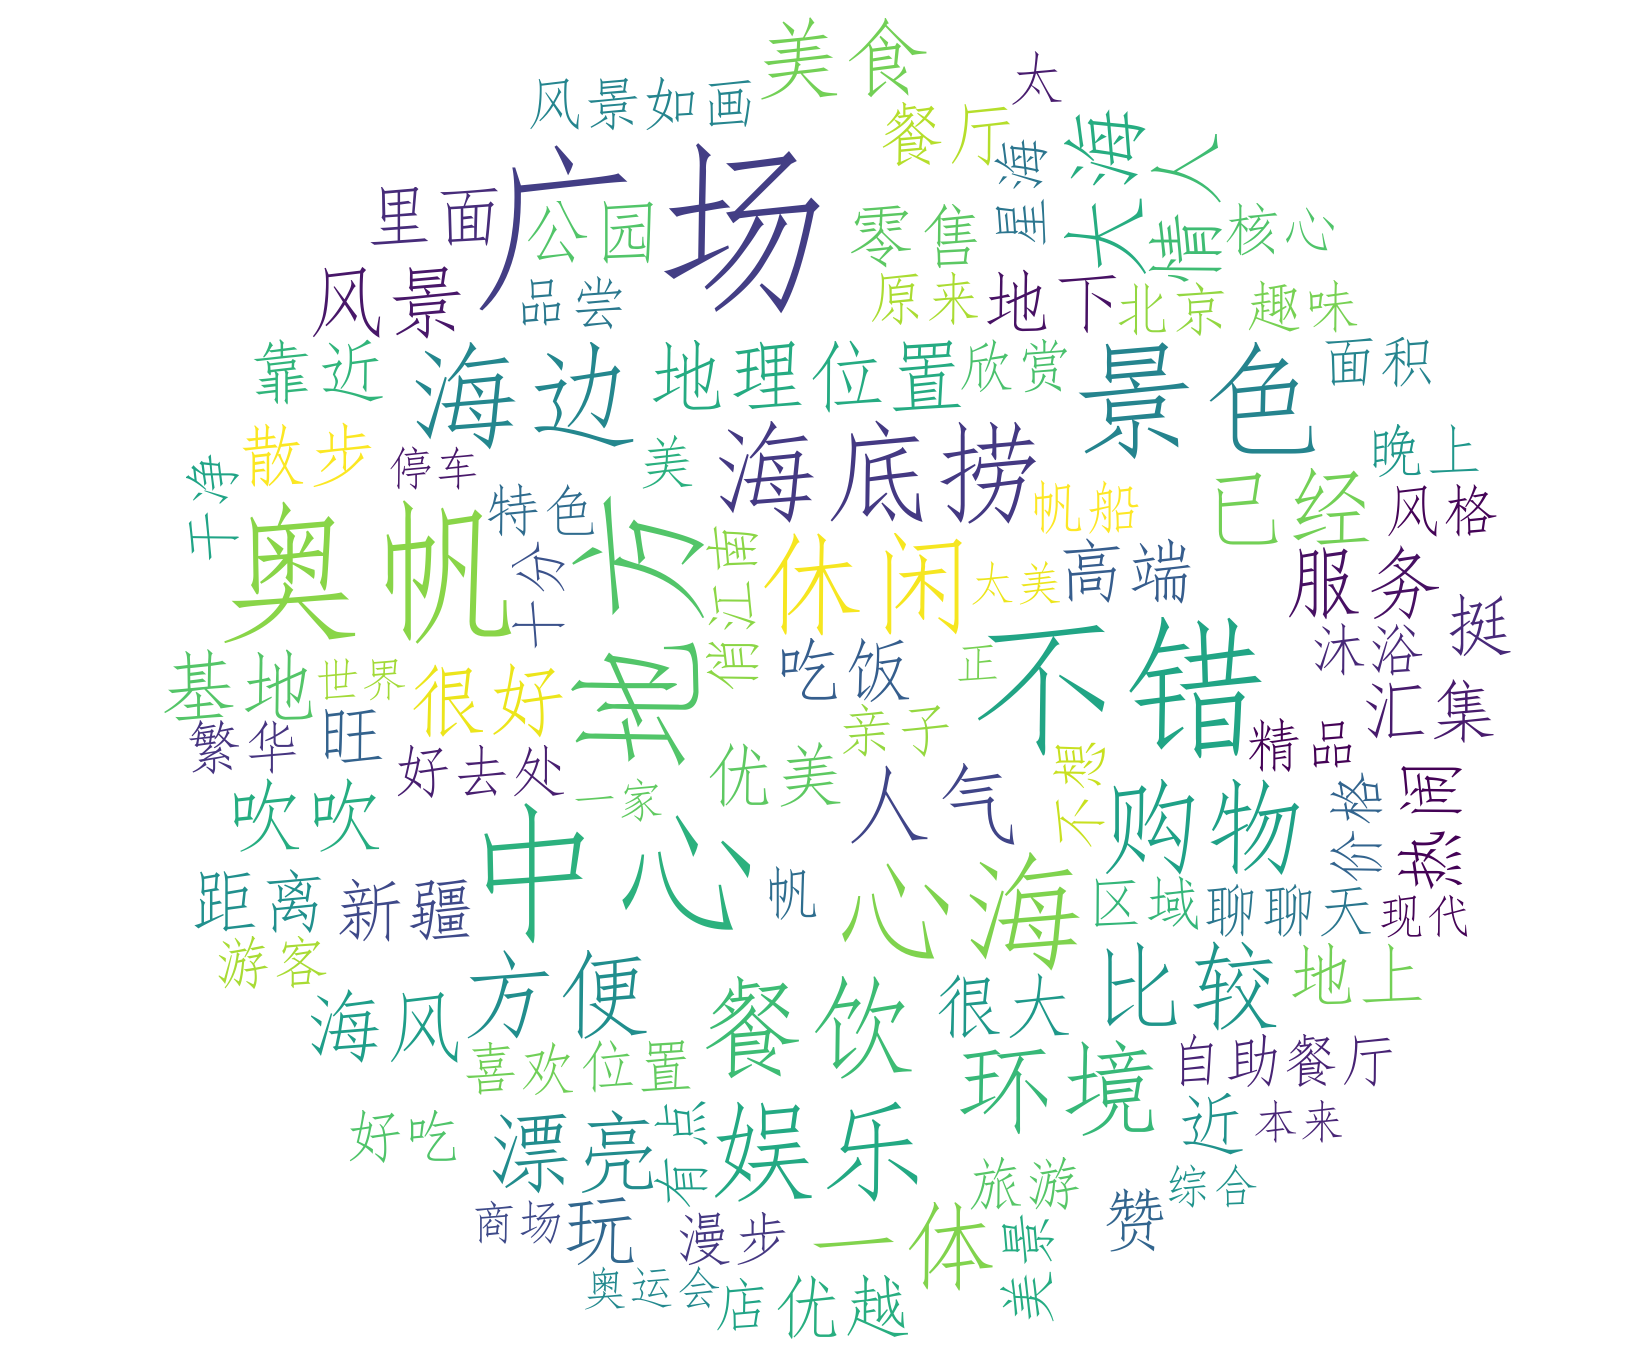 美食
太
风景如画
餐厅
大海
广场
星海
情人
里面
公园
零售
核心
风景
品尝
原来
地下
北京
趣味
靠近
海边
地理位置
欣赏
景色
面积
散步
停车
美
海底捞
晚上
干净
特色
帆船
已经
风格
奥帆
十分
地方
俏江南
休闲
太美
高端
服务
挺
基地
世界
很好
吃饭
正
不错
沐浴
汇集
繁华
旺
好去处
一家
优美
亲子
人气
不想
精品
吹吹
中心
购物
价格
热闹
距离
新疆
帆
心海
区域
聊聊天
现代
游客
海风
方便
餐饮
很大
比较
地上
喜欢
位置
环境
自助餐厅
好吃
漂亮
有点
娱乐
近
本来
旅游
综合
商场
玩
漫步
一体
美景
赞
奥运会
店
优越